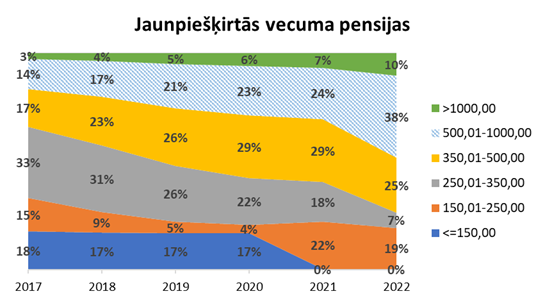 Jaunpiešķirtās vecuma pensijas
3% 4% 5% 6% 7% 10%
14% 17% 21% 23% 24% 38%
17% 23% 26% 29% 29% 25%
33% 31% 26% 22% 18% 7%
15% 9% 5% 4% 22% 19%
18% 17% 17% 17% 0% 0%
2017 2018 2019 2020 2021 2022
>1000,00
500,01-1000,00
350,01-500,00
250,01-350,00
150,01-250,00
<=150,00